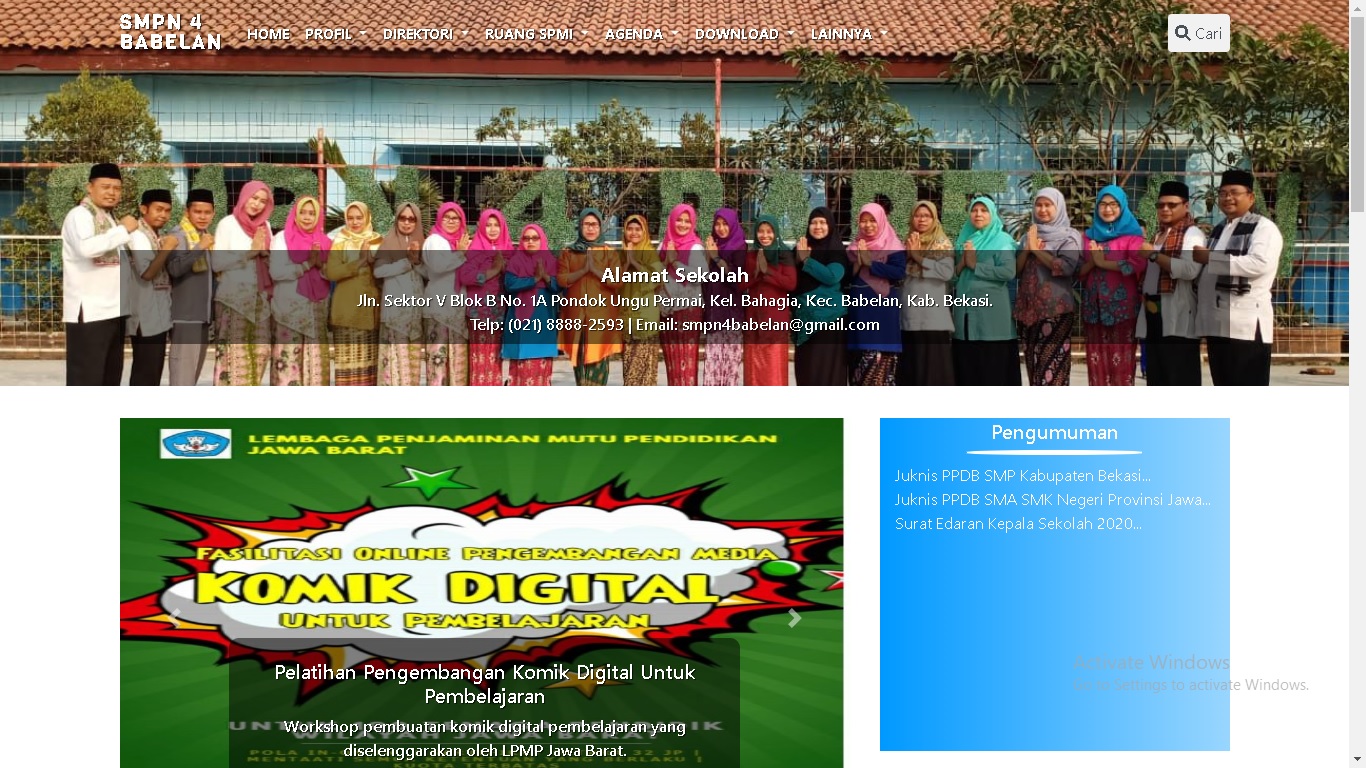 SMPN 4
BABELAN
HOME PROFIL DIREKTORI RUANG SPMI AGENDA DOWNLOAD LAINNYA
Cari
Alamat Sekolah
Jln. Sektor V Blok B No. 1A Pondok Ungu Permai, Kel. Bahagia, Kec. Babelan, Kab. Bekasi.
Telp: (021) 8888-2593 | Email: smpn4babelan@gmail.com
LEMBAGA PENJAMINAN MUTU PENDIDIKAN
JAWA BARAT
FASILITASI ONLINE PENGEMBANGAN MEDIA
KOMIK DIGITAL
UNTUK PEMBELAJARAN
Pelatihan Pengembangan Komik Digital Untuk
Pembelajaran
Workshop pembuatan komik digital pembelajaran yang
diselenggarakan oleh LPMP Jawa Barat.
Pengumuman
Juknis PPDB SMP Kabupaten Bekasi...
Juknis PPDB SMA SMK Negeri Provinsi Jawa...
Surat Edaran Kepala Sekolah 2020...
Activate Windows
Go to Settings to activate Windows.